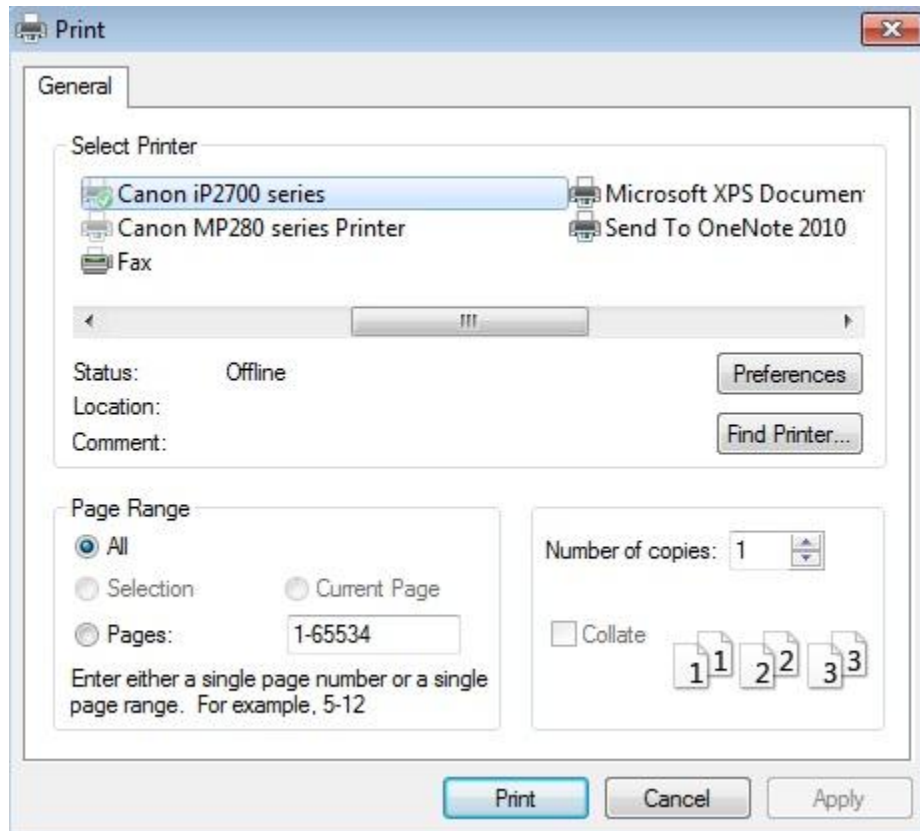 Print
General
Select Printer
Canon iP2700 series
Microsoft XPS Documen
Canon MP280 series Printer
Send To OneNote 2010
Fax
Status: Offline
Preferences
Location:
Comment:
Find Printer...
Page Range
All
Selection Current Page
Pages: 1-65534
Enter either a single page number or a single
page range. For example, 5-12
Number of copies: 1
Collate
1 1 2 2 3 3
Print Cancel Apply